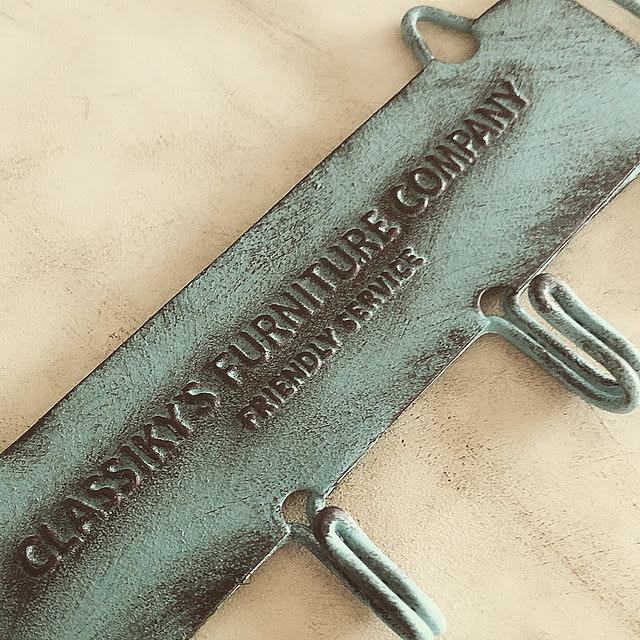 CLASSIKY'S FURNITURE COMPANY
FRIENDLY SERVICE